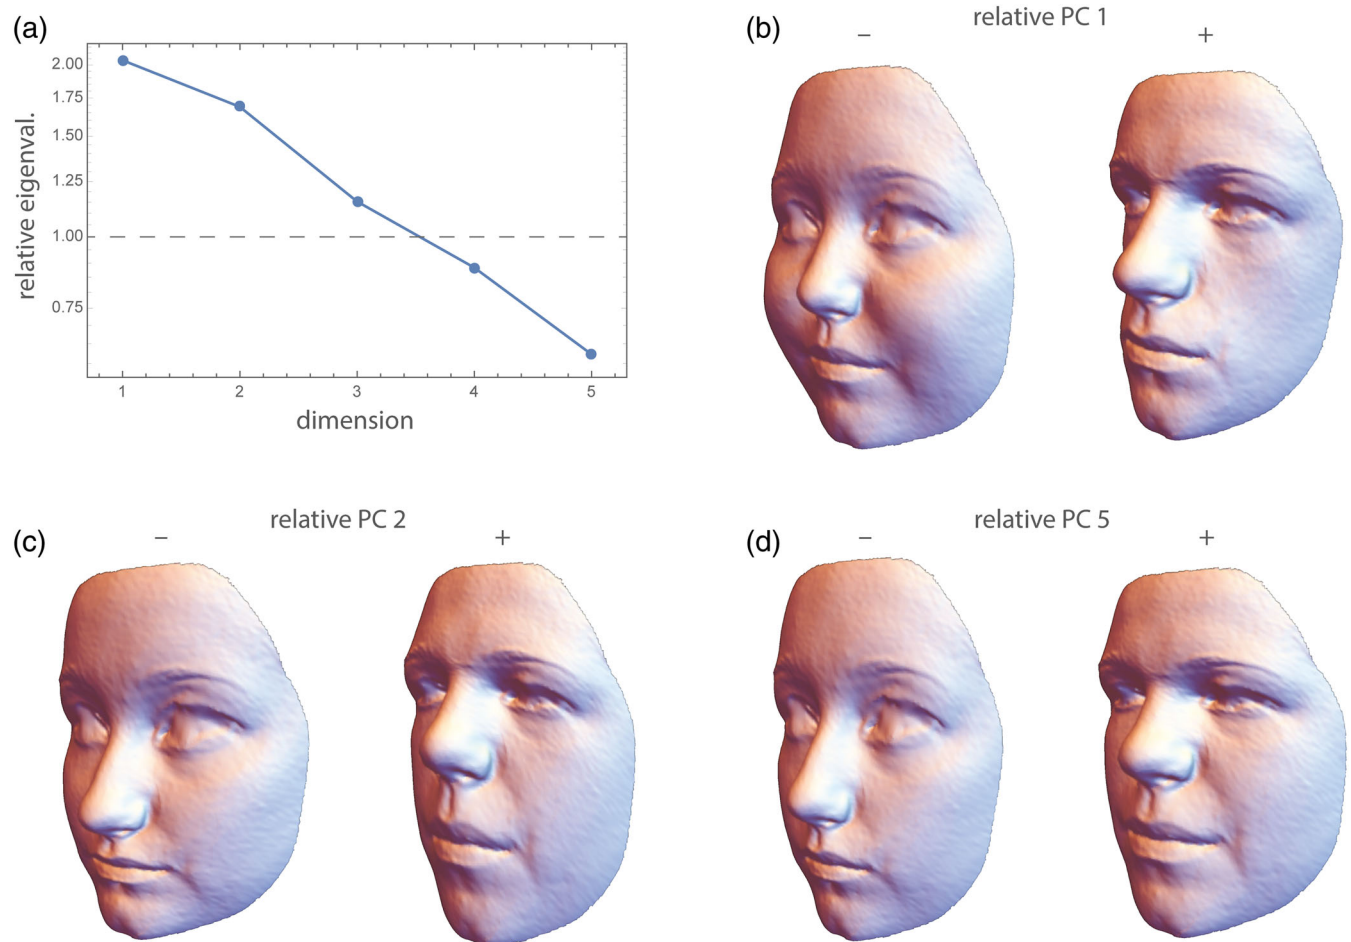 (a)
relative eigenval.
2.00
1.75
1.50
1.25
1.00
0.75
1 2 3 4 5
dimension
(b)
relative PC 1
− +
(c)
relative PC 2
− +
(d)
relative PC 5
− +